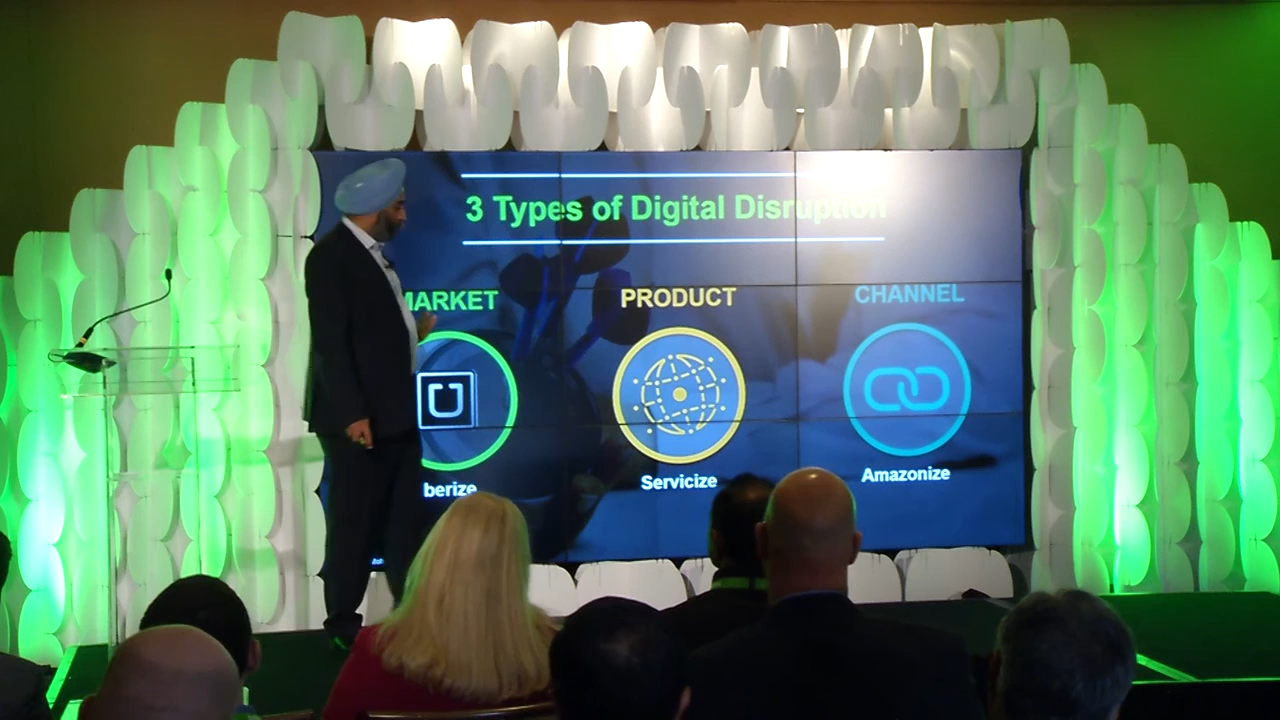 3 Types of Digital Disruption
MARKET PRODUCT CHANNEL
berize Servicize Amazonize